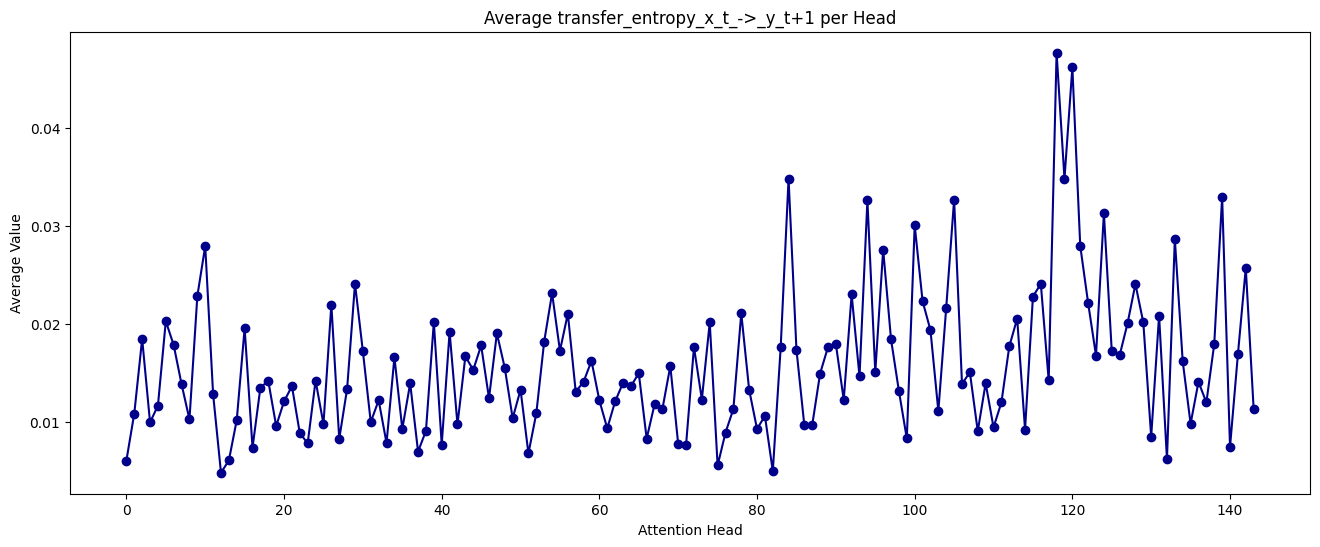 Average transfer_entropy_x_t_->_y_t+1 per Head
Average Value
0.04
0.03
0.02
0.01
0 20 40 60 80 100 120 140
Attention Head